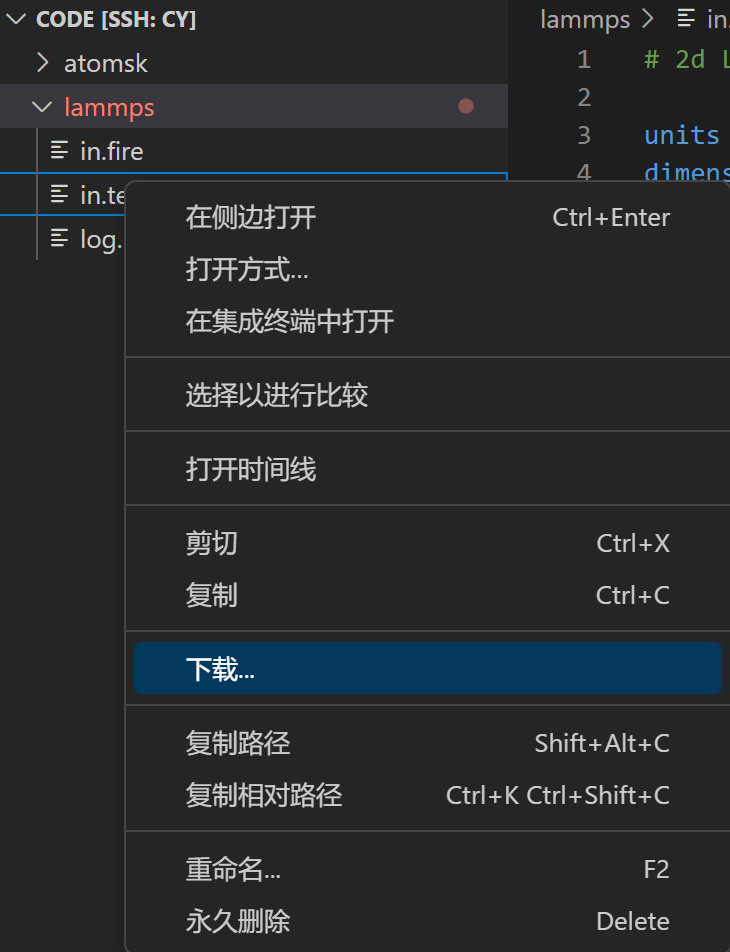 CODE [SSH: CY]
atomsk
lammps
in.fire
in.te
log.
lammps > in.
1 # 2d L
2
3 units
4 dimens
在侧边打开 Ctrl+Enter
打开方式...
在集成终端中打开
选择以进行比较
打开时间线
剪切 Ctrl+X
复制 Ctrl+C
下载...
复制路径 Shift+Alt+C
复制相对路径 Ctrl+K Ctrl+Shift+C
重命名... F2
永久删除 Delete